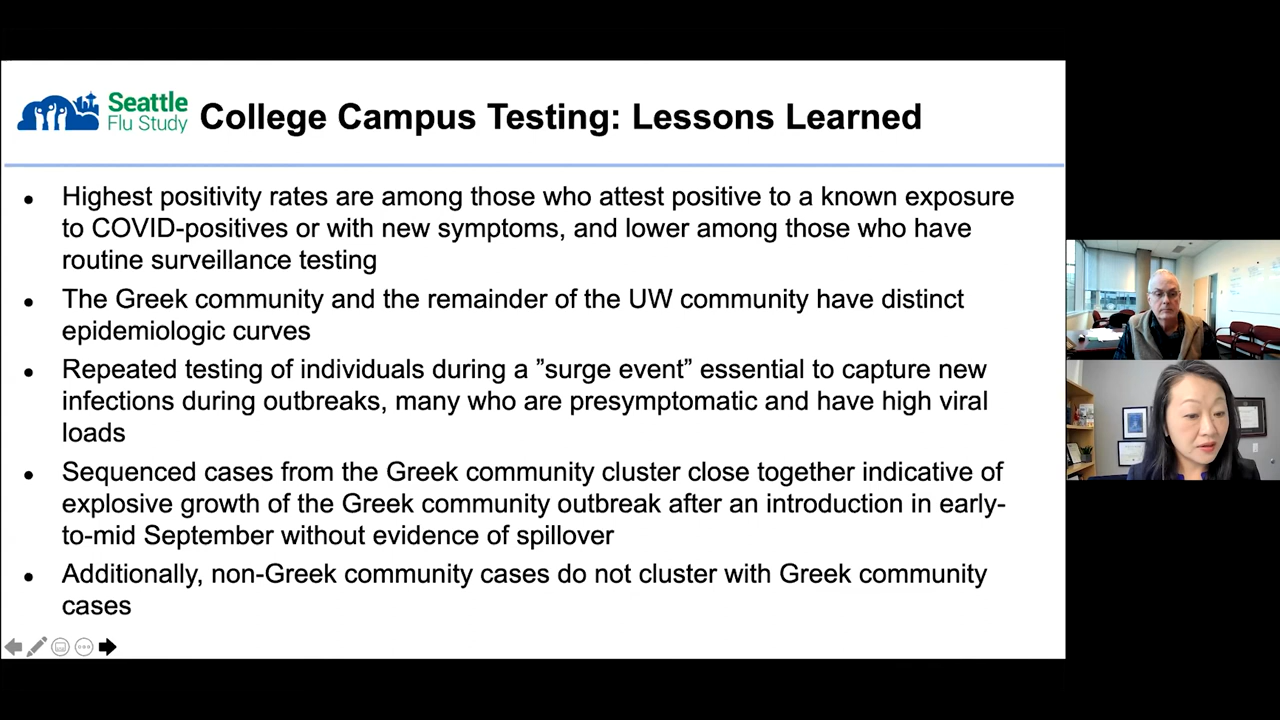 Seattle
Flu Study
College Campus Testing: Lessons Learned
● Highest positivity rates are among those who attest positive to a known exposure
to COVID-positives or with new symptoms, and lower among those who have
routine surveillance testing
● The Greek community and the remainder of the UW community have distinct
epidemiologic curves
● Repeated testing of individuals during a ”surge event” essential to capture new
infections during outbreaks, many who are presymptomatic and have high viral
loads
● Sequenced cases from the Greek community cluster close together indicative of
explosive growth of the Greek community outbreak after an introduction in early-
to-mid September without evidence of spillover
● Additionally, non-Greek community cases do not cluster with Greek community
cases